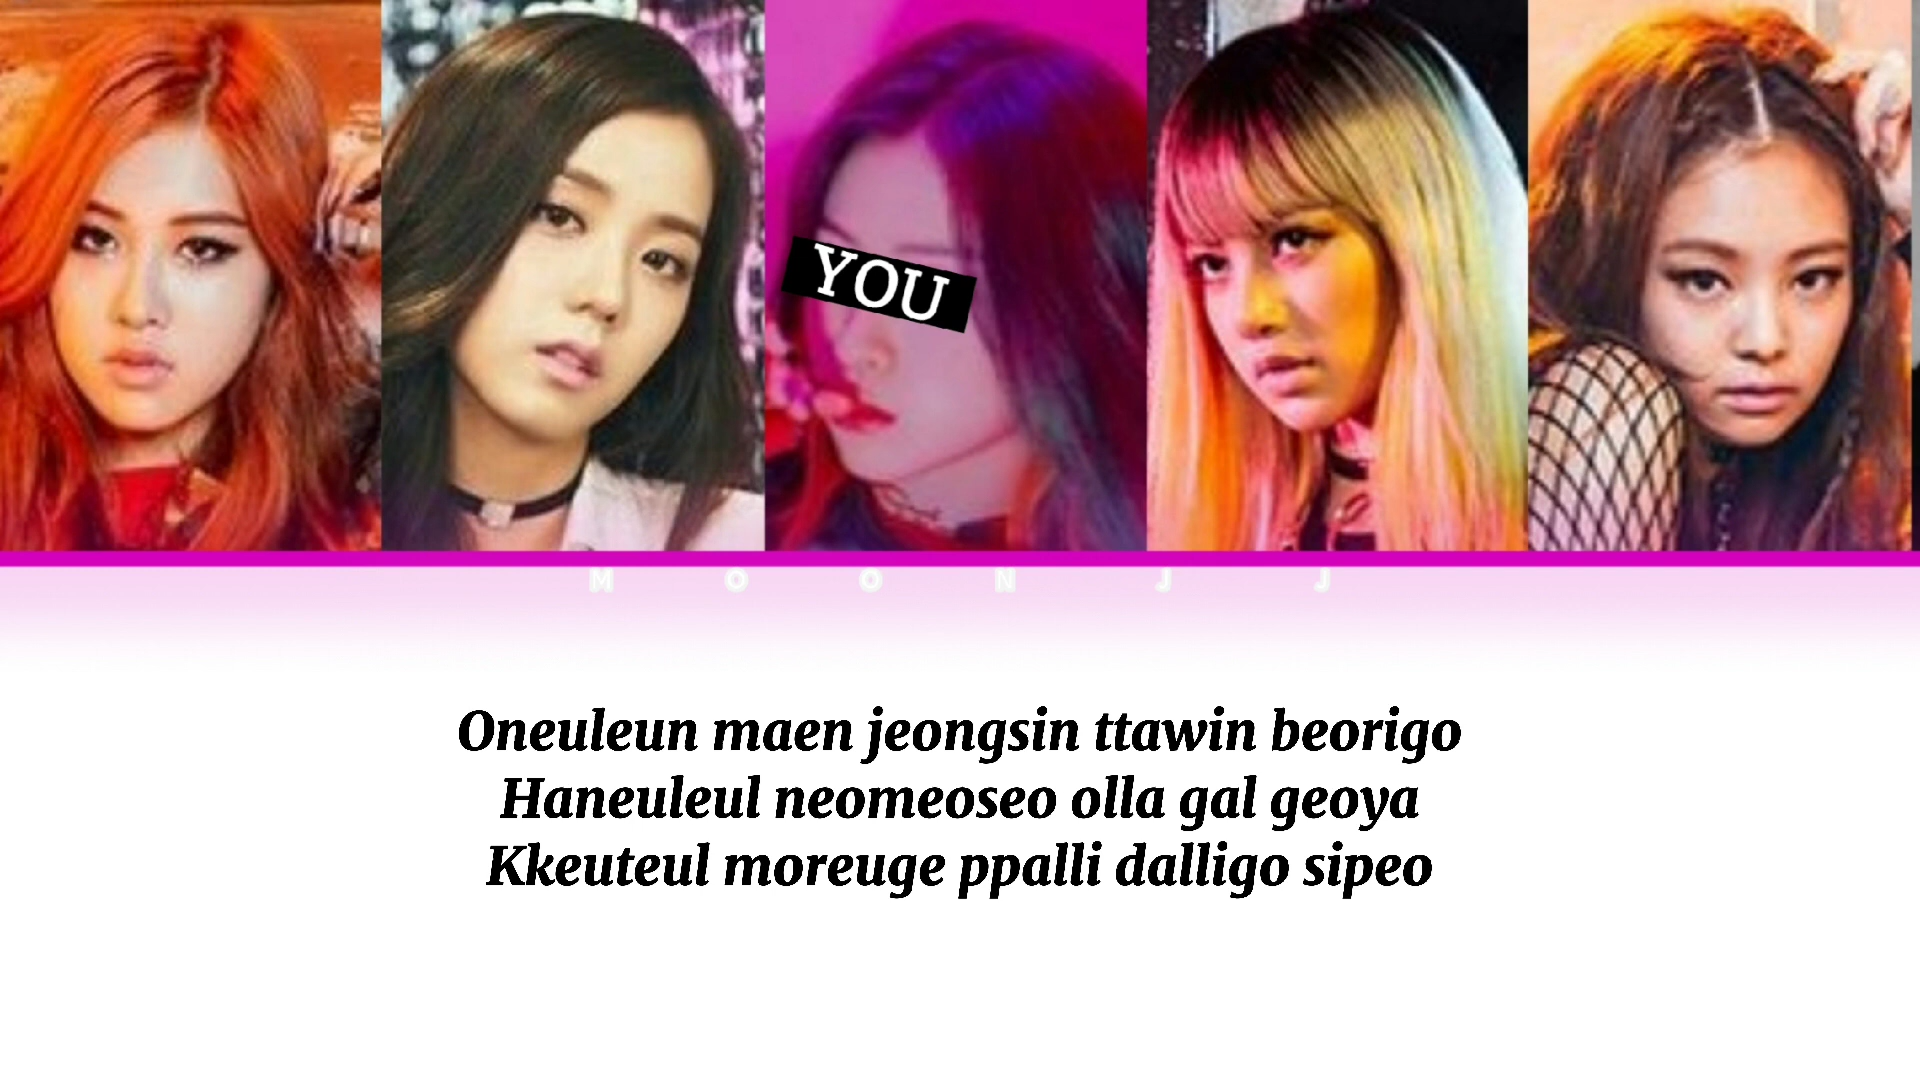 YOU
M O O N J J
Oneuleun maen jeongsin ttawin beorigo
Haneuleul neomeoseo olla gal geoya
Kkeuteul moreuge ppalli dalligo sipeo